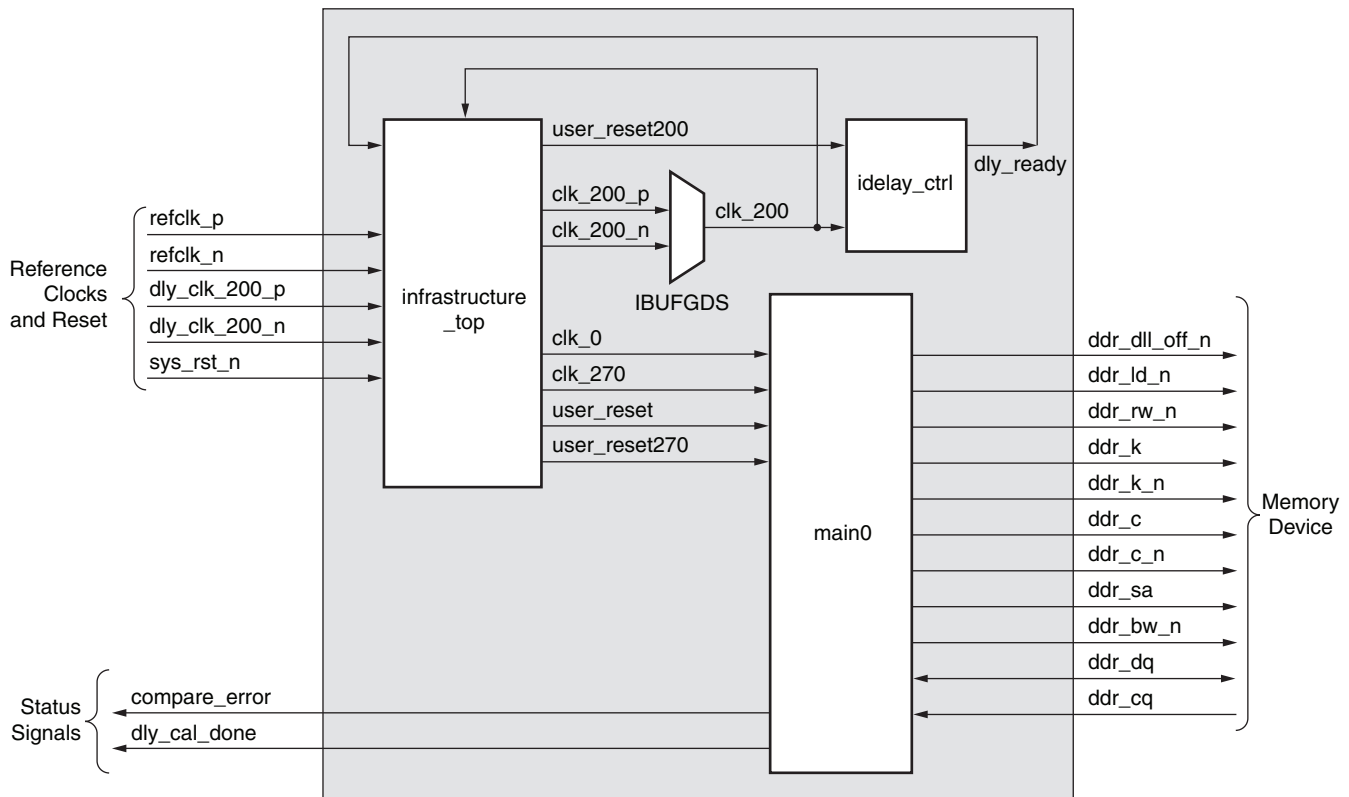 user_reset200
dly_ready
idelay_ctrl
clk_200_p
clk_200
clk_200_n
IBUFGDS
Reference
Clocks
and Reset
refclk_p
refclk_n
dly_clk_200_p
dly_clk_200_n
sys_rst_n
infrastructure
_top
clk_0
clk_270
user_reset
user_reset270
main0
ddr_dll_off_n
ddr_ld_n
ddr_rw_n
ddr_k
ddr_k_n
ddr_c
ddr_c_n
ddr_sa
ddr_bw_n
ddr_dq
ddr_cq
Memory
Device
Status
Signals
compare_error
dly_cal_done